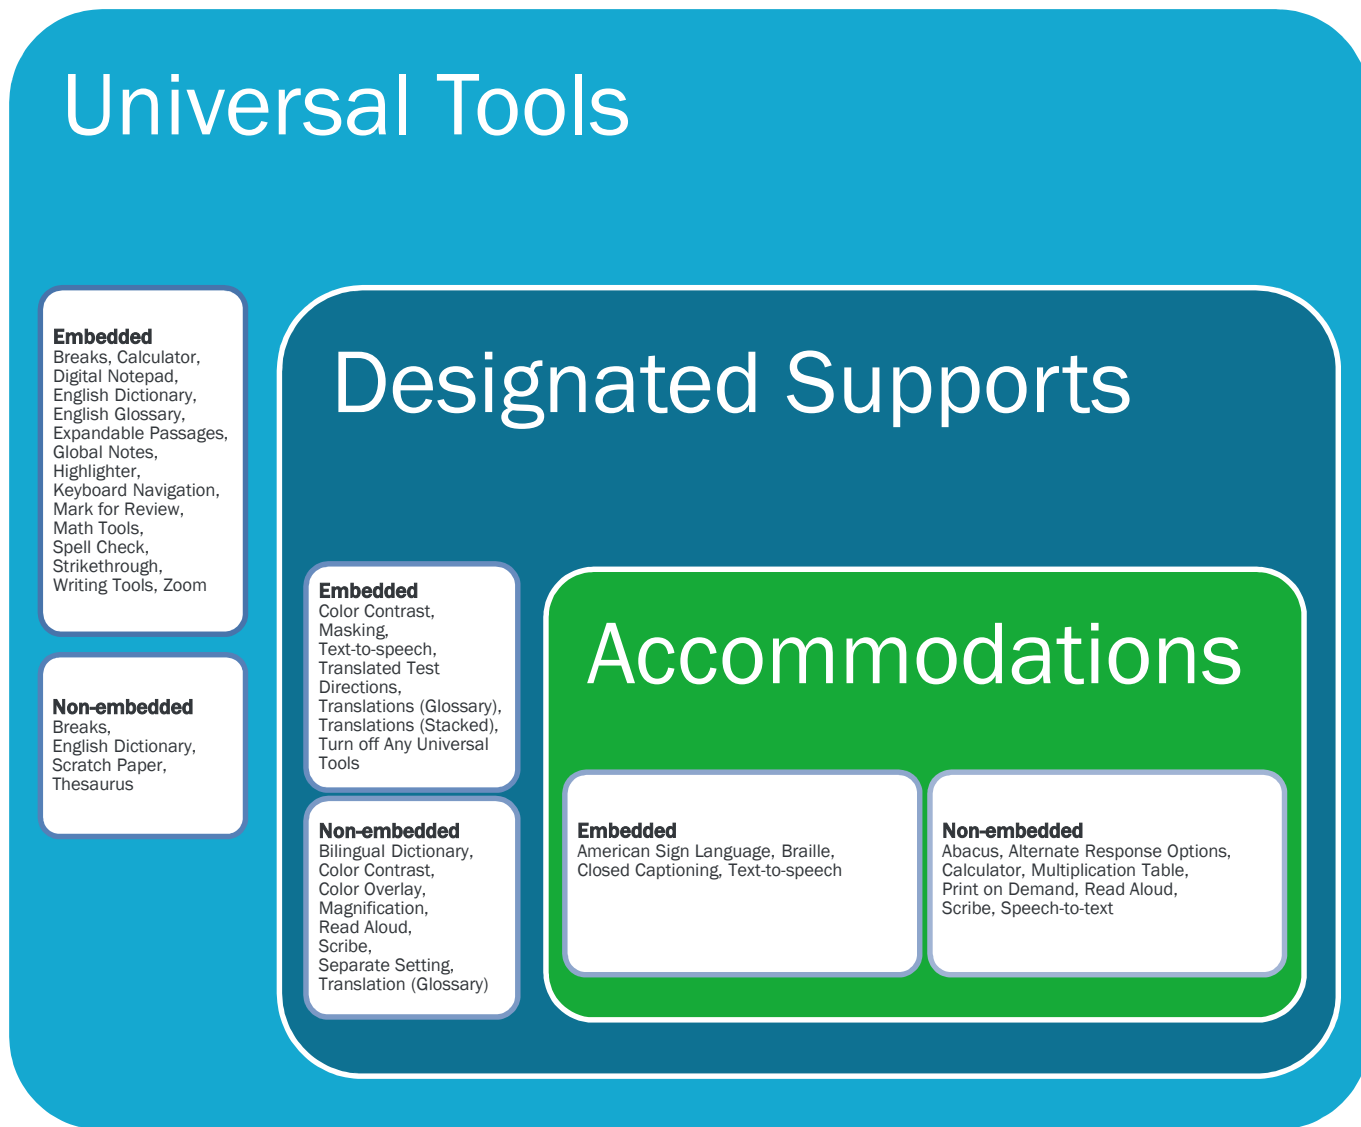 Universal Tools
Embedded
Breaks, Calculator,
Digital Notepad,
English Dictionary,
English Glossary,
Expandable Passages,
Global Notes,
Highlighter,
Keyboard Navigation,
Mark for Review,
Math Tools,
Spell Check,
Strikethrough,
Writing Tools, Zoom
Non-embedded
Breaks,
English Dictionary,
Scratch Paper,
Thesaurus
Designated Supports
Embedded
Color Contrast,
Masking,
Text-to-speech,
Translated Test
Directions,
Translations (Glossary),
Translations (Stacked),
Turn off Any Universal
Tools
Non-embedded
Bilingual Dictionary,
Color Contrast,
Color Overlay,
Magnification,
Read Aloud,
Scribe,
Separate Setting,
Translation (Glossary)
Accommodations
Embedded
American Sign Language, Braille,
Closed Captioning, Text-to-speech
Non-embedded
Abacus, Alternate Response Options,
Calculator, Multiplication Table,
Print on Demand, Read Aloud,
Scribe, Speech-to-text